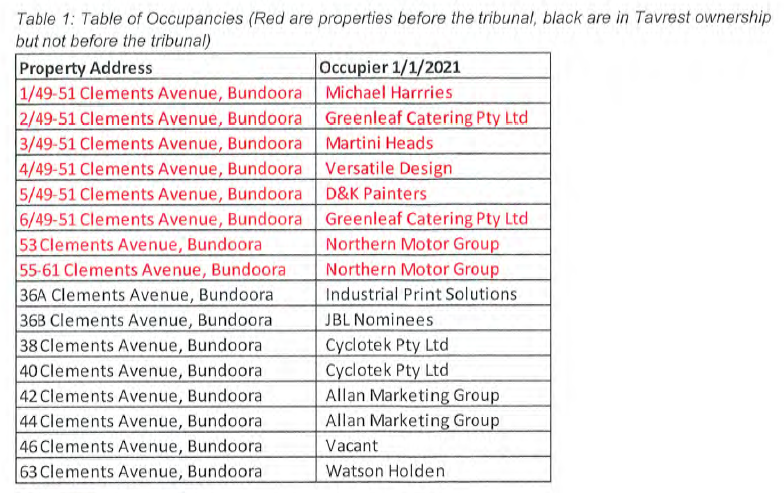 Table 1: Table of Occupancies (Red are properties before the tribunal, black are in Tavrest ownership
but not before the tribunal)
Property Address Occupier 1/1/2021
1/49-51 Clements Avenue, Bundoora Michael Harrries
2/49-51 Clements Avenue, Bundoora Greenleaf Catering Pty Ltd
3/49-51 Clements Avenue, Bundoora Martini Heads
4/49-51 Clements Avenue, Bundoora Versatile Design
5/49-51 Clements Avenue, Bundoora D&K Painters
6/49-51 Clements Avenue, Bundoora Greenleaf Catering Pty Ltd
53 Clements Avenue, Bundoora Northern Motor Group
55-61 Clements Avenue, Bundoora Northern Motor Group
36A Clements Avenue, Bundoora Industrial Print Solutions
36B Clements Avenue, Bundoora JBL Nominees
38 Clements Avenue, Bundoora Cyclotek Pty Ltd
40 Clements Avenue, Bundoora Cyclotek Pty Ltd
42 Clements Avenue, Bundoora Allan Marketing Group
44 Clements Avenue, Bundoora Allan Marketing Group
46 Clements Avenue, Bundoora Vacant
63 Clements Avenue, Bundoora Watson Holden